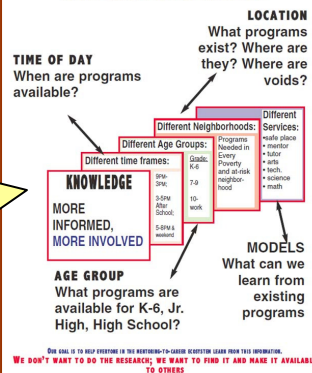 LOCATION
What programs
exist? Where are
they? Where are
voids?
TIME OF DAY
When are programs
available?
Different
Services:
•safe place
• mentor
• tutor
• arts
• tech.
• science
• math
Different Neighborhoods:
Programs
Needed in
Every
Poverty
and at-risk
neighbor-
hood
Different Age Groups:
Grade:
K-6
7-9
10-
work
Different time frames:
9PM-
3PM;
3-5PM
After
School;
5-8PM &
weekend
KNOWLEDGE
MORE
INFORMED,
MORE INVOLVED
MODELS
What can we
learn from
existing
programs
AGE GROUP
What programs are
available for K-6, Jr.
High, High School?
OUR GOAL IS TO HELP EVERYONE IN THE MENTORING-TO-CAREER ECOSYSTEM LEARN FROM THIS INFORMATION.
WE DON'T WANT TO DO THE RESEARCH; WE WANT TO FIND IT AND MAKE IT AVAILABL
TO OTHERS